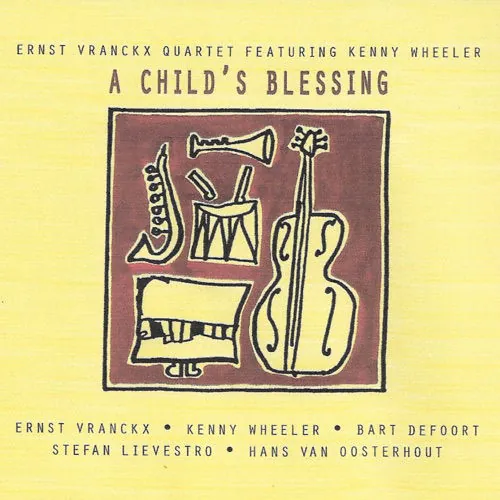 ERNST VRANCKX QUARTET FEATURING KENNY WHEELER
A CHILD'S BLESSING
ERNST VRANCKX • KENNY WHEELER • BART DEFOORT
STEFAN LIEVESTRO • HANS VAN OOSTERHOUT